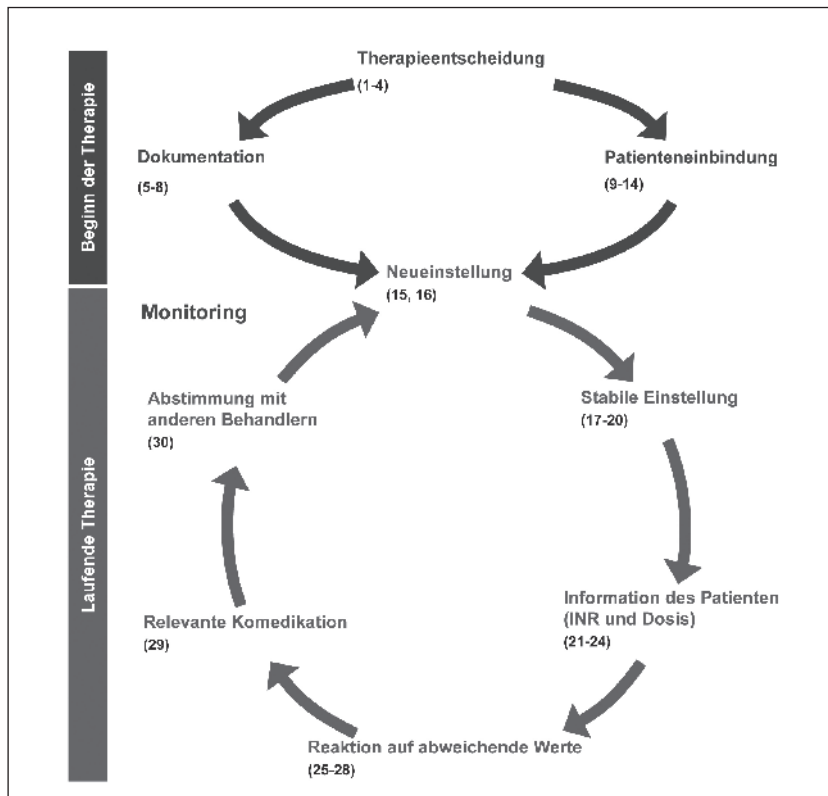 Beginn der Therapie
Therapieentscheidung
(1-4)
Dokumentation
(5-8)
Patienteneinbindung
(9-14)
Neueinstellung
(15, 16)
Laufende Therapie
Monitoring
Stabile Einstellung
(17-20)
Information des Patienten
(INR und Dosis)
(21-24)
Reaktion auf abweichende Werte
(25-28)
Relevante Komedikation
(29)
Abstimmung mit
anderen Behandlern
(30)